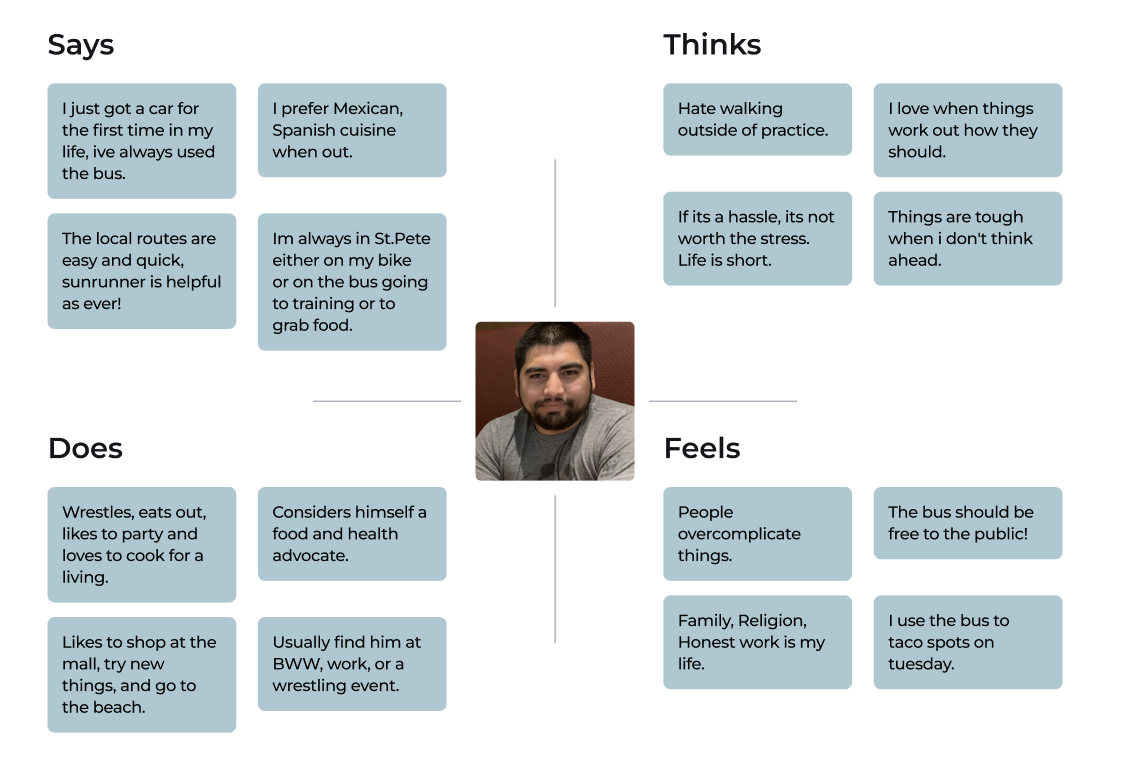 Says
I just got a car for
the first time in my
life, ive always used
the bus.
I prefer Mexican,
Spanish cuisine
when out.
The local routes are
easy and quick,
sunrunner is helpful
as ever!
Im always in St.Pete
either on my bike
or on the bus going
to training or to
grab food.
Thinks
Hate walking
outside of practice.
I love when things
work out how they
should.
If its a hassle, its not
worth the stress.
Life is short.
Things are tough
when i don't think
ahead.
Does
Wrestles, eats out,
likes to party and
loves to cook for a
living.
Considers himself a
food and health
advocate.
Likes to shop at the
mall, try new
things, and go to
the beach.
Usually find him at
BWW, work, or a
wrestling event.
Feels
People
overcomplicate
things.
The bus should be
free to the public!
Family, Religion,
Honest work is my
life.
I use the bus to
taco spots on
tuesday.